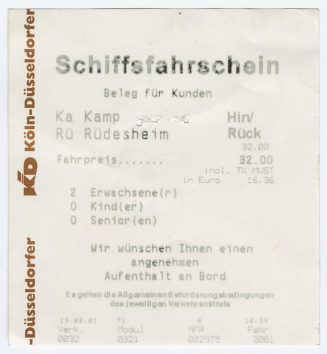 Köln-Düsseldorfer
KD
-Düsseldorfer
Schiffsfahrschein
Beleg für Kunden
Ka Kamp Hin/
Rü Rüdesheim Rück
32.00
Fahrpreis....... 32.00
incl. 7% MWST
in Euro 16.36
2 Erwachsene(r)
0 Kind(er)
0 Senior(en)
Wir wünschen Ihnen einen
angenehmen
Aufenthalt an Bord
Es gelten die Allgemeinen Beförderungsbedingungen
des jeweiligen Verkehrsmittels
19.08.01 71 A 10.39
Verk. Modul AFR Fahr
0032 0321 002975 3061